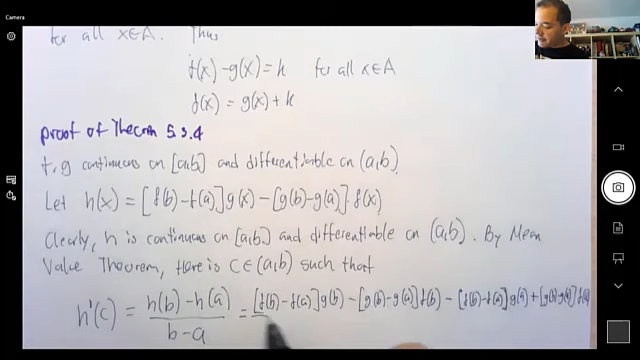 Camera
for all x∈A. Thus
f(x) - g(x) = k for all x∈A
f(x) = g(x) + k
proof of Theorem 5.3.4
f, g continuous on [a,b] and differentiable on (a,b).
Let h(x) = [f(b) - f(a)] g(x) - [g(b) - g(a)] f(x)
Clearly, h is continuous on [a,b] and differentiable on (a,b). By Mean
Value Theorem, there is c∈(a,b) such that
h'(c) = h(b) - h(a) / b - a = [f(b) - f(a)] g(b) - [g(b) - g(a)] f(b) - [f(b) - f(a)] g(a) + [g(b) - g(a)] f(a)